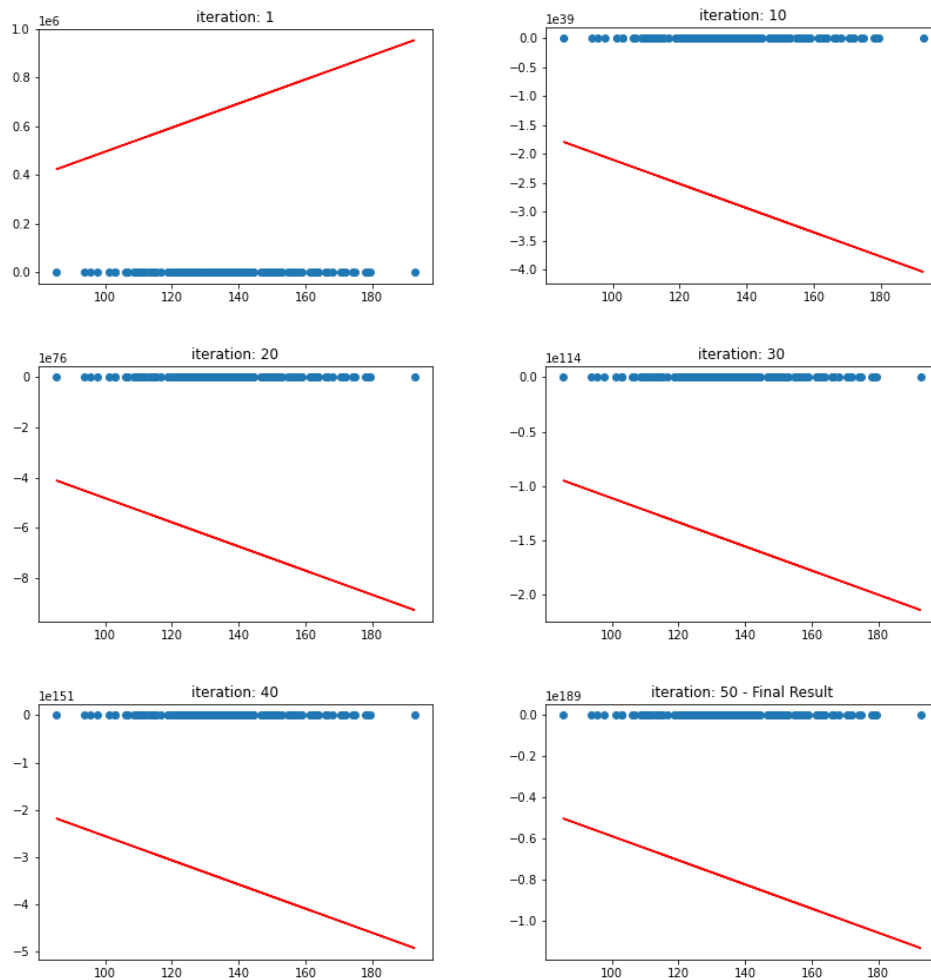 iteration: 1
1e6
1.0
0.8
0.6
0.4
0.2
0.0
100 120 140 160 180
iteration: 10
1e39
0.0
−0.5
−1.0
−1.5
−2.0
−2.5
−3.0
−3.5
−4.0
100 120 140 160 180
iteration: 20
1e76
0
−2
−4
−6
−8
100 120 140 160 180
iteration: 30
1e114
0.0
−0.5
−1.0
−1.5
−2.0
100 120 140 160 180
iteration: 40
1e151
0
−1
−2
−3
−4
−5
100 120 140 160 180
iteration: 50 - Final Result
1e189
0.0
−0.2
−0.4
−0.6
−0.8
−1.0
100 120 140 160 180